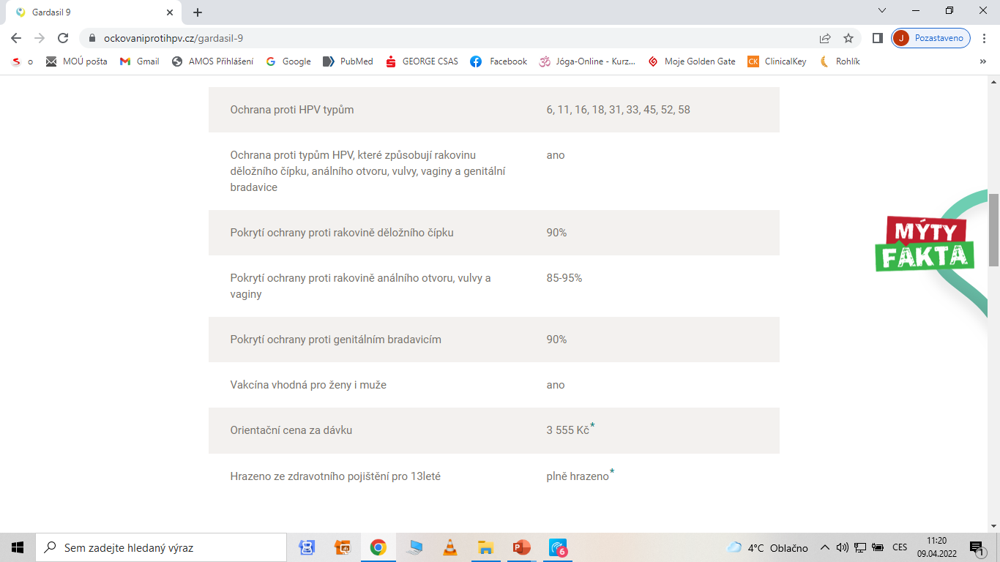 Gardasil 9
ockovaniprotihpv.cz/gardasil-9
J Pozastaveno
o MOÚ pošta Gmail AMOS Přihlášení Google PubMed GEORGE CSAS Facebook Jóga-Online - Kurz... Moje Golden Gate CK ClinicalKey Rohlík »
Ochrana proti HPV typům 6, 11, 16, 18, 31, 33, 45, 52, 58
Ochrana proti typům HPV, které způsobují rakovinu ano
děložního čípku, análního otvoru, vulvy, vaginy a genitální
bradavice
Pokrytí ochrany proti rakovině děložního čípku 90%
Pokrytí ochrany proti rakovině análního otvoru, vulvy a 85-95%
vaginy
Pokrytí ochrany proti genitálním bradavicím 90%
Vakcína vhodná pro ženy i muže ano
Orientační cena za dávku 3 555 Kč*
Hrazeno ze zdravotního pojištění pro 13leté plně hrazeno*
MÝTY
FAKTA
Sem zadejte hledaný výraz
6
4°C Oblačno
CES
11:20
09.04.2022
1